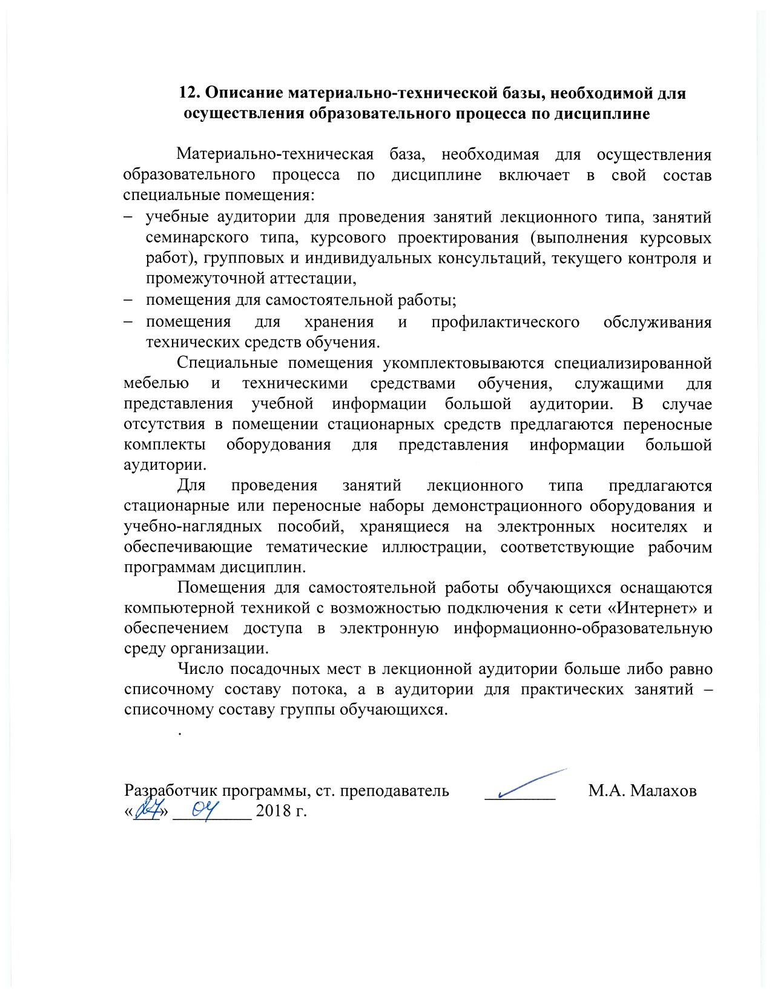 12. Описание материально-технической базы, необходимой для
осуществления образовательного процесса по дисциплине
Материально-техническая база, необходимая для осуществления
образовательного процесса по дисциплине включает в свой состав
специальные помещения:
– учебные аудитории для проведения занятий лекционного типа, занятий
семинарского типа, курсового проектирования (выполнения курсовых
работ), групповых и индивидуальных консультаций, текущего контроля и
промежуточной аттестации,
– помещения для самостоятельной работы;
– помещения для хранения и профилактического обслуживания
технических средств обучения.
Специальные помещения укомплектовываются специализированной
мебелью и техническими средствами обучения, служащими для
представления учебной информации большой аудитории. В случае
отсутствия в помещении стационарных средств предлагаются переносные
комплекты оборудования для представления информации большой
аудитории.
Для проведения занятий лекционного типа предлагаются
стационарные или переносные наборы демонстрационного оборудования и
учебно-наглядных пособий, хранящиеся на электронных носителях и
обеспечивающие тематические иллюстрации, соответствующие рабочим
программам дисциплин.
Помещения для самостоятельной работы обучающихся оснащаются
компьютерной техникой с возможностью подключения к сети «Интернет» и
обеспечением доступа в электронную информационно-образовательную
среду организации.
Число посадочных мест в лекционной аудитории больше либо равно
списочному составу потока, а в аудитории для практических занятий –
списочному составу группы обучающихся.
.
Разработчик программы, ст. преподаватель ________ М.А. Малахов
«27» 04 2018 г.